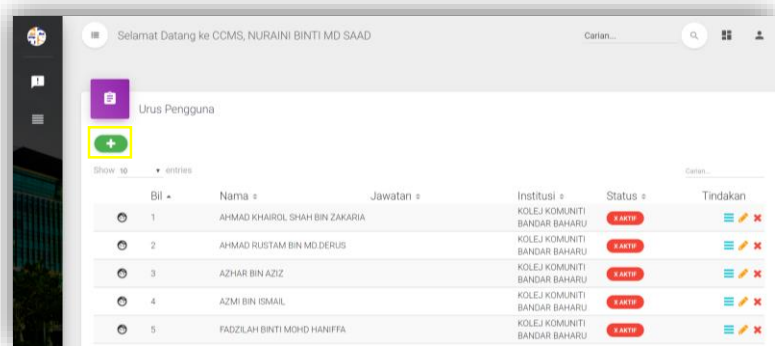 Selamat Datang ke CCMS, NURAINI BINTI MD SAAD
Carian...
Urus Pengguna
Show 10 entries
Carian...
Bil Nama Jawatan Institusi Status Tindakan
1 AHMAD KHAIROL SHAH BIN ZAKARIA KOLEJ KOMUNITI BANDAR BAHARU X AKTIF
2 AHMAD RUSTAM BIN MD.DERUS KOLEJ KOMUNITI BANDAR BAHARU X AKTIF
3 AZHAR BIN AZIZ KOLEJ KOMUNITI BANDAR BAHARU X AKTIF
4 AZMI BIN ISMAIL KOLEJ KOMUNITI BANDAR BAHARU X AKTIF
5 FADZILAH BINTI MOHD HANIFFA KOLEJ KOMUNITI BANDAR BAHARU X AKTIF